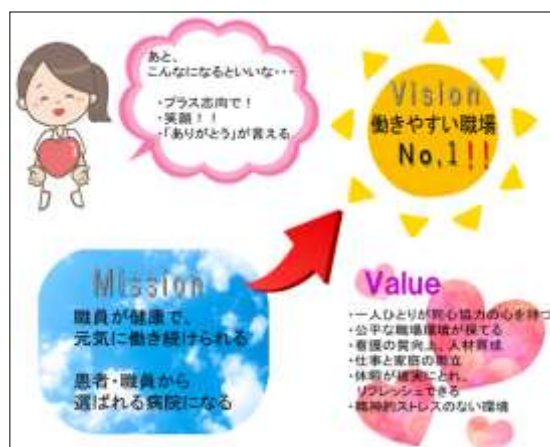 あと、
こんなになるといいな・・・
・プラス志向で！
・笑顔！！
・「ありがとう」が言える
Vision
働きやすい職場
No,1!!
Mission
職員が健康で、
元気に働き続けられる
患者・職員から
選ばれる病院になる
Value
・一人ひとりが同心協力の心を持つ
・公平な職場環境が保てる
・看護の質向上、人材育成
・仕事と家庭の両立
・休暇が確実にとれ、
リフレッシュできる
・精神的ストレスのない環境